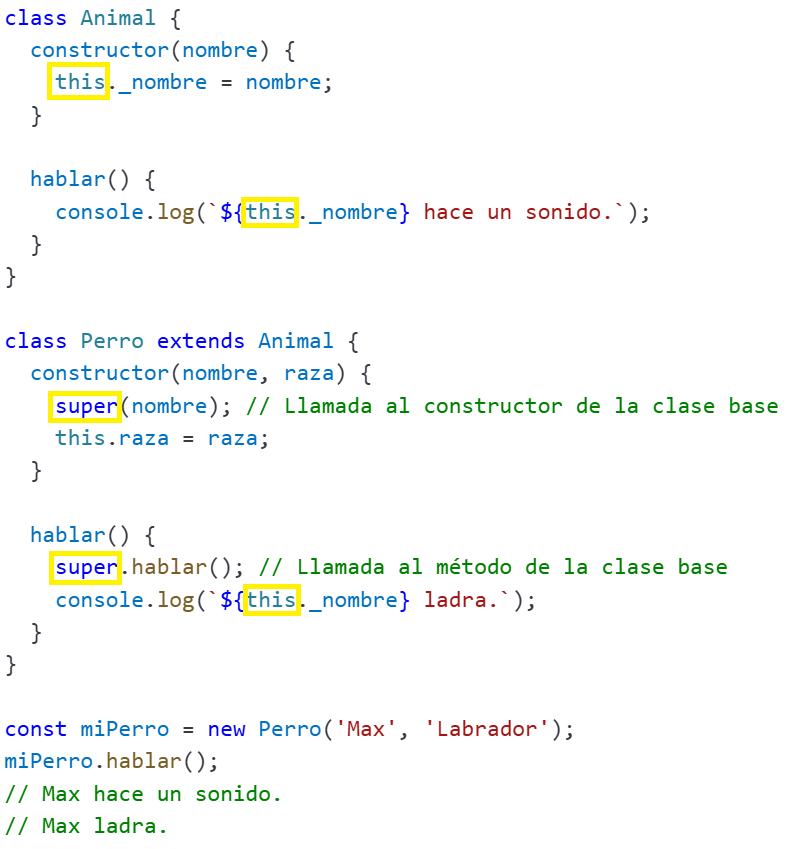 class Animal {
  constructor(nombre) {
    this._nombre = nombre;
  }

  hablar() {
    console.log(`${this._nombre} hace un sonido.`);
  }
}

class Perro extends Animal {
  constructor(nombre, raza) {
    super(nombre); // Llamada al constructor de la clase base
    this.raza = raza;
  }

  hablar() {
    super.hablar(); // Llamada al método de la clase base
    console.log(`${this._nombre} ladra.`);
  }
}

const miPerro = new Perro('Max', 'Labrador');
miPerro.hablar();
// Max hace un sonido.
// Max ladra.